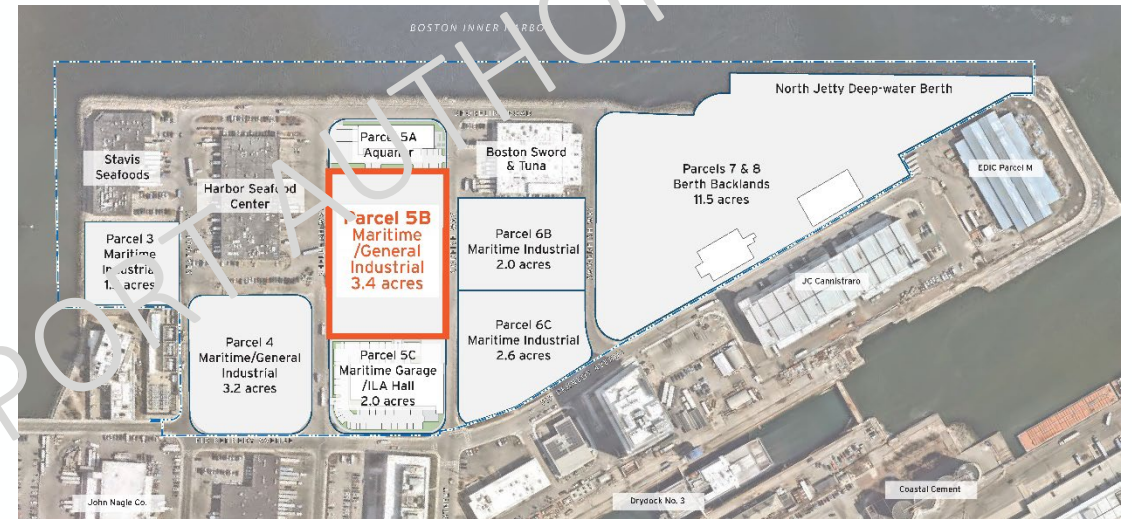 BOSTON INNER HARBO
PORT AUTHO
North Jetty Deep-water Berth
Stavis
Seafoods
Harbor Seafood
Center
Parcel 5A
Boston Sword
& Tuna
EDIC Parcel M
Parcels 7 & 8
Berth Backlands
11.5 acres
Parcel 3
Maritime
Parcel 5B
Maritime
/General
Industrial
3.4 acres
Parcel 6B
Maritime Industrial
2.0 acres
JC Cannistraro
Parcel 4
Maritime/General
Industrial
3.2 acres
Parcel 5C
Maritime Garage
/ILA Hall
2.0 acres
Parcel 6C
Maritime Industrial
2.6 acres
John Nagle Co.
Drydock No. 3
Coastal Cement